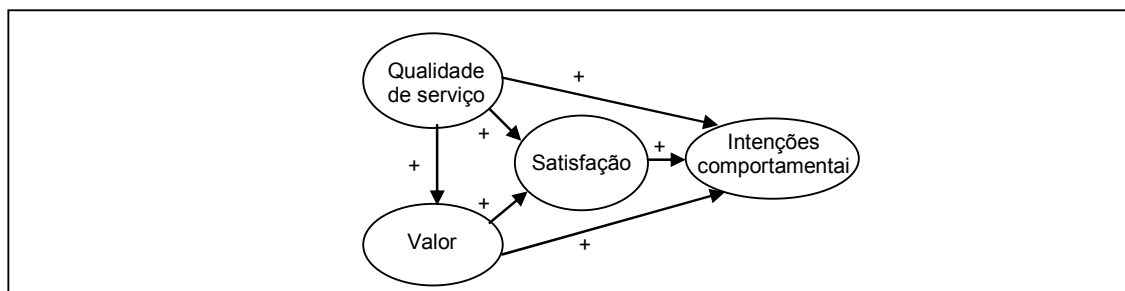 Qualidade
de serviço
+
+
+
Satisfação
+
Intenções
comportamentai
+
Valor
+